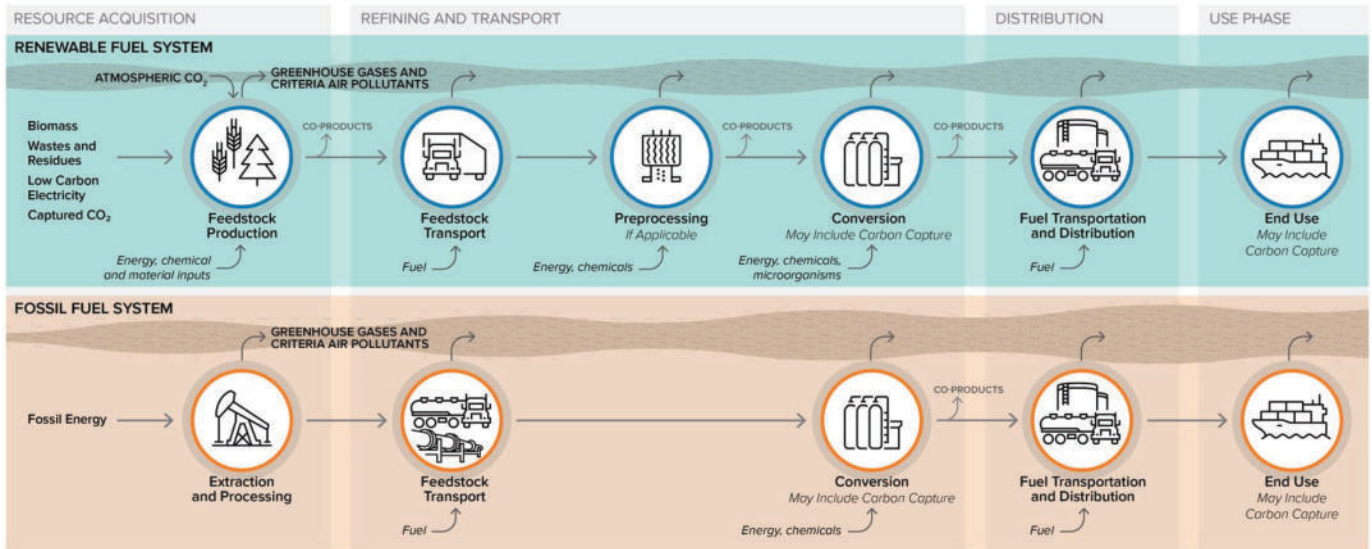 RESOURCE ACQUISITION
REFINING AND TRANSPORT
DISTRIBUTION
USE PHASE
RENEWABLE FUEL SYSTEM
ATMOSPHERIC CO₂
GREENHOUSE GASES AND
CRITERIA AIR POLLUTANTS
Biomass
Wastes and
Residues
Low Carbon
Electricity
Captured CO₂
CO-PRODUCTS
CO-PRODUCTS
CO-PRODUCTS
Feedstock
Production
Feedstock
Transport
Preprocessing
If Applicable
Conversion
May Include Carbon Capture
Fuel Transportation
and Distribution
End Use
May Include
Carbon Capture
Energy, chemical
and material inputs
Fuel
Energy, chemicals
Energy, chemicals,
microorganisms
Fuel
FOSSIL FUEL SYSTEM
GREENHOUSE GASES AND
CRITERIA AIR POLLUTANTS
Fossil Energy
CO-PRODUCTS
Extraction
and Processing
Feedstock
Transport
Conversion
May Include Carbon Capture
Fuel Transportation
and Distribution
End Use
May Include
Carbon Capture
Fuel
Energy, chemicals
Fuel